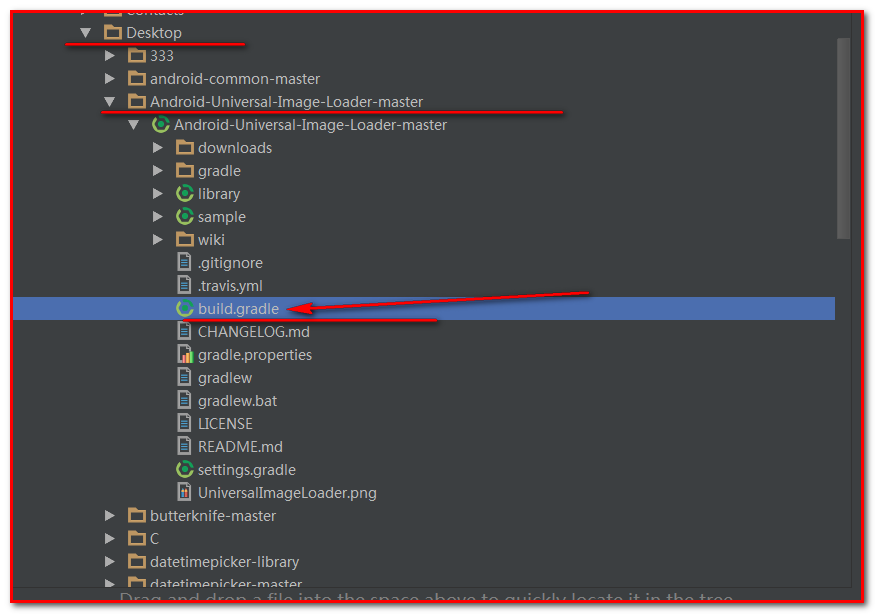 Contacts
Desktop
333
android-common-master
Android-Universal-Image-Loader-master
Android-Universal-Image-Loader-master
downloads
gradle
library
sample
wiki
.gitignore
.travis.yml
build.gradle
CHANGELOG.md
gradle.properties
gradlew
gradlew.bat
LICENSE
README.md
settings.gradle
UniversalImageLoader.png
butterknife-master
C
datetimepicker-library
datetimepicker-master
Drag and drop a file into the space above to quickly locate it in the tree